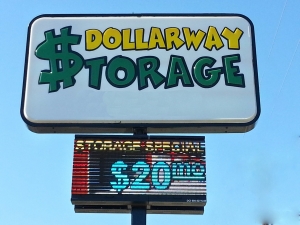 DOLLARWAY
$TORAGE
STORAGE SPECIAL
$20 m/o